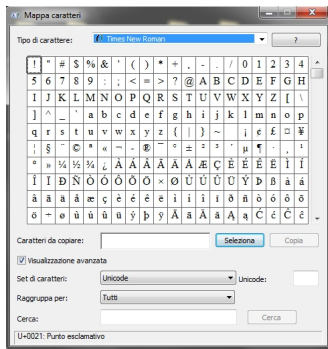 Mappa caratteri
Tipo di carattere: Times New Roman ?
! " # $ % & ' ( ) * + , - . / 0 1 2 3 4
5 6 7 8 9 : ; < = > ? @ A B C D E F G H
I J K L M N O P Q R S T U V W X Y Z [ \
] ^ _ ` a b c d e f g h i j k l m n o p
q r s t u v w x y z { | } ~ ¡ ¢ £ ¤ ¥
¦ § ¨ © ª « ¬ - ® ¯ ° ± ² ³ ´ µ ¶ · ¸ ¹
º » ¼ ½ ¾ ¿ À Á Â Ã Ä Å Æ Ç È É Ê Ë Ì Í
Î Ï Ð Ñ Ò Ó Ô Õ Ö × Ø Ù Ú Û Ü Ý Þ ß à á
â ã ä å æ ç è é ê ë ì í î ï ð ñ ò ó ô õ
ö ÷ ø ù ú û ü ý þ ÿ Ā ā Ă ă Ą ą Ć ć Ĉ ĉ
Caratteri da copiare: Seleziona Copia
Visualizzazione avanzata
Set di caratteri: Unicode Unicode:
Raggruppa per: Tutti
Cerca: Cerca
U+0021: Punto esclamativo